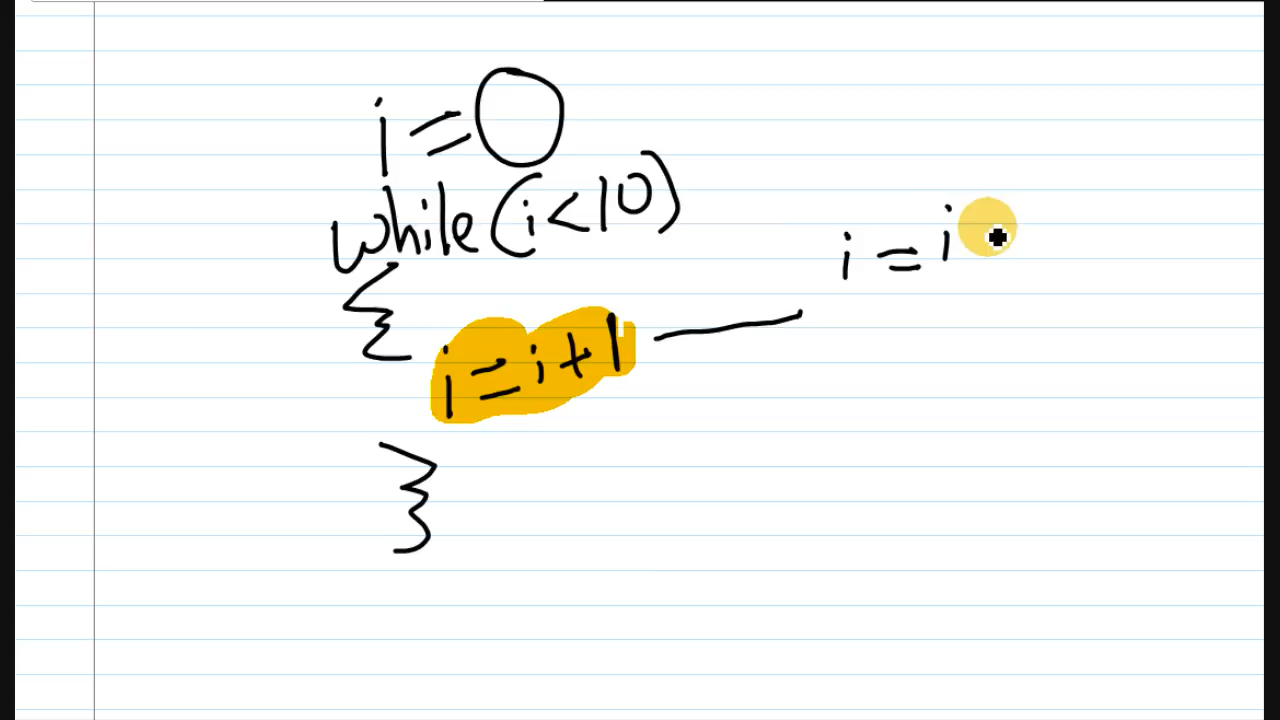 i = 0
while (i < 10)
{
i = i + 1
}
i = i